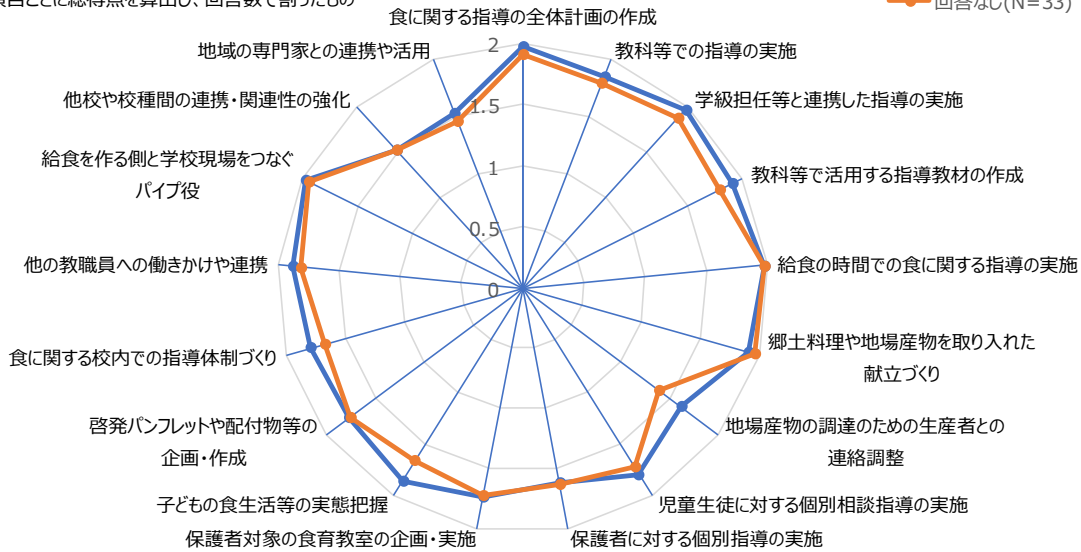 食に関する指導の全体計画の作成
回答なし(N=33)
地域の専門家との連携や活用
教科等での指導の実施
他校や校種間の連携・関連性の強化
学級担任等と連携した指導の実施
給食を作る側と学校現場をつなぐ
パイプ役
教科等で活用する指導教材の作成
他の教職員への働きかけや連携
給食の時間での食に関する指導の実施
食に関する校内での指導体制づくり
郷土料理や地場産物を取り入れた
献立づくり
啓発パンフレットや配付物等の
企画・作成
地場産物の調達のための生産者との
連絡調整
子どもの食生活等の実態把握
児童生徒に対する個別相談指導の実施
保護者対象の食育教室の企画・実施
保護者に対する個別指導の実施
2
1.5
1
0.5
0